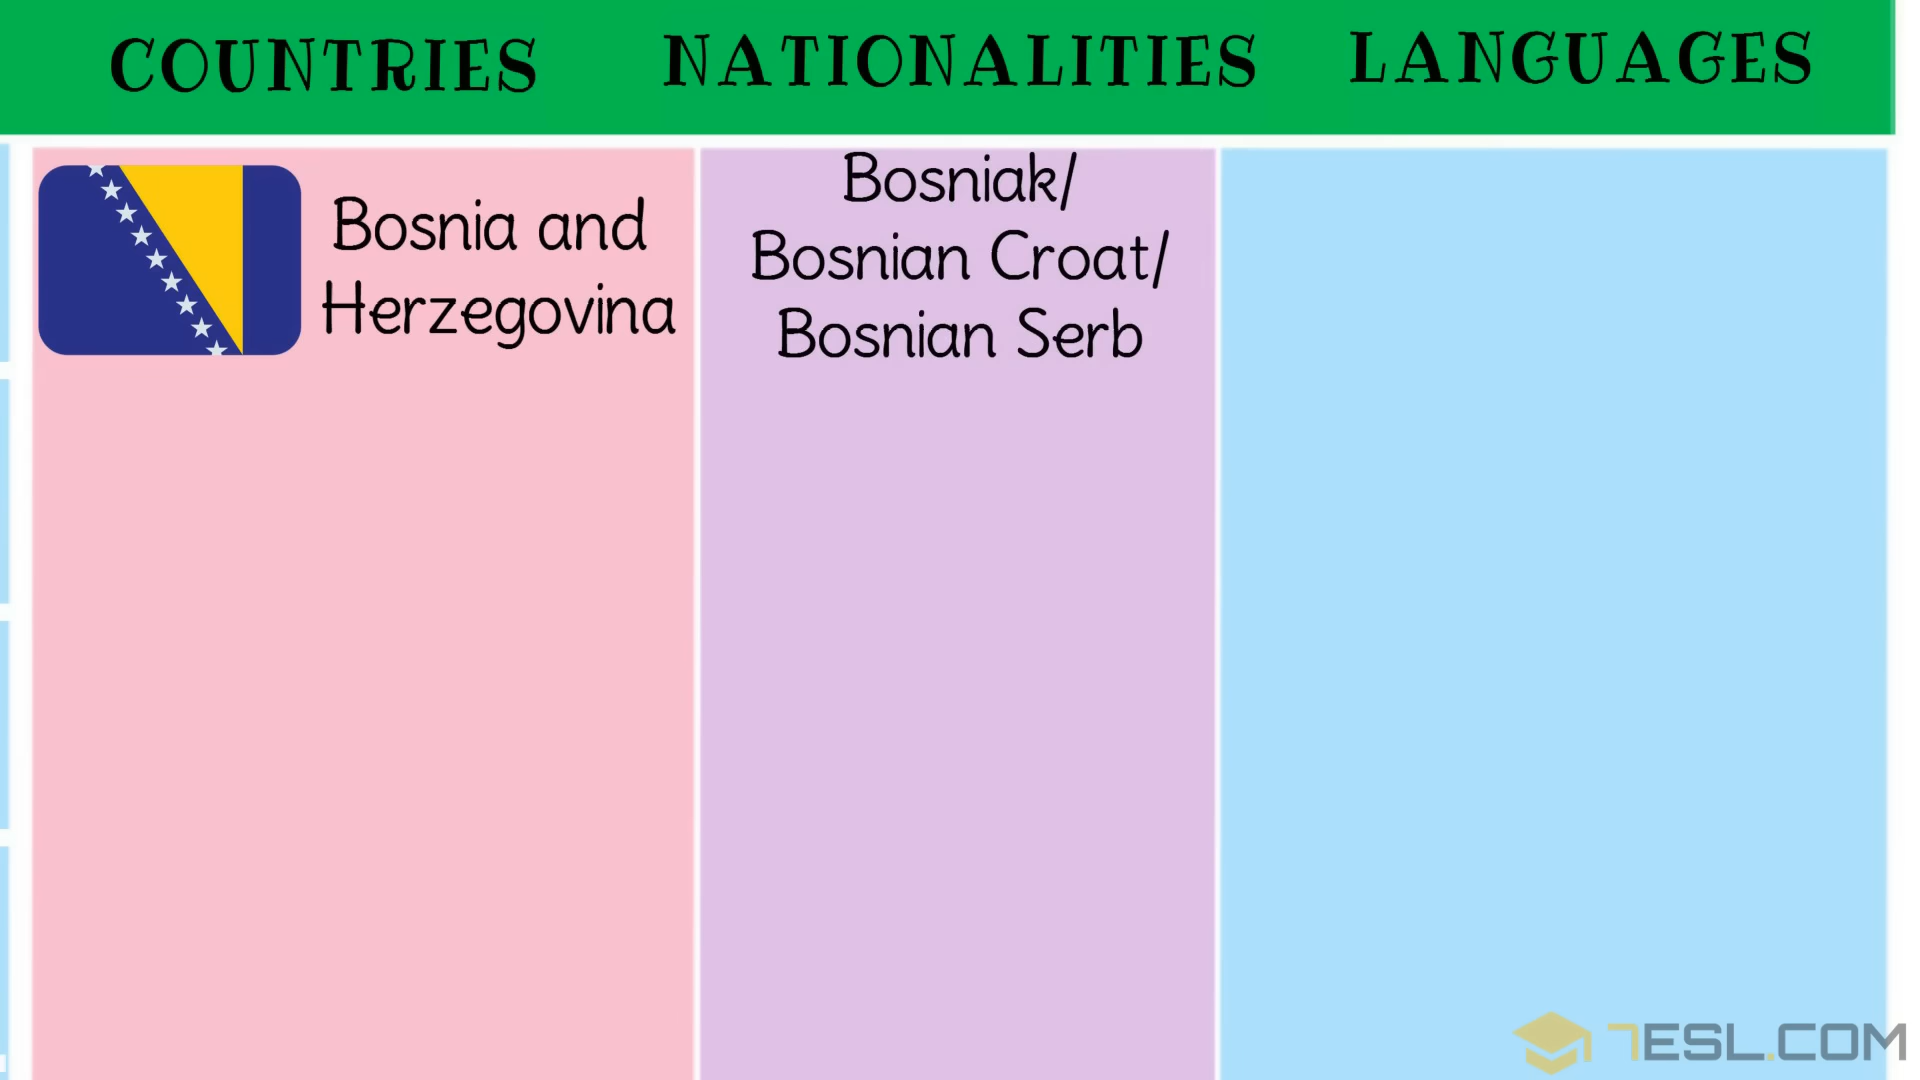 COUNTRIES NATIONALITIES LANGUAGES
Bosnia and
Herzegovina
Bosniak/
Bosnian Croat/
Bosnian Serb
7ESL.COM